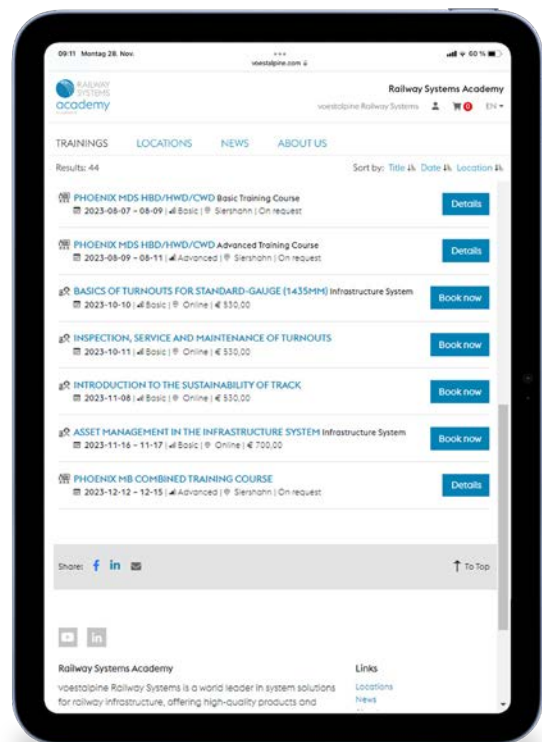 09:11 Montag 28. Nov.
voestalpine.com
60 %
RAILWAY
SYSTEMS
academy
Railway Systems Academy
voestalpine Railway Systems
0
EN
TRAININGS LOCATIONS NEWS ABOUT US
Results: 44
Sort by: Title Date Location
PHOENIX MDS HBD/HWD/CWD Basic Training Course
2023-08-07 - 08-09 | Basic | Siershahn | On request
Details
PHOENIX MDS HBD/HWD/CWD Advanced Training Course
2023-08-09 - 08-11 | Advanced | Siershahn | On request
Details
BASICS OF TURNOUTS FOR STANDARD-GAUGE (1435MM) Infrastructure System
2023-10-10 | Basic | Online | € 530,00
Book now
INSPECTION, SERVICE AND MAINTENANCE OF TURNOUTS
2023-10-11 | Basic | Online | € 530,00
Book now
INTRODUCTION TO THE SUSTAINABILITY OF TRACK
2023-11-08 | Basic | Online | € 530,00
Book now
ASSET MANAGEMENT IN THE INFRASTRUCTURE SYSTEM Infrastructure System
2023-11-16 - 11-17 | Basic | Online | € 700,00
Book now
PHOENIX MB COMBINED TRAINING COURSE
2023-12-12 - 12-15 | Advanced | Siershahn | On request
Details
Share: f in
To Top
in
Railway Systems Academy
Links
voestalpine Railway Systems is a world leader in system solutions
for railway infrastructure, offering high-quality products and
Locations
News